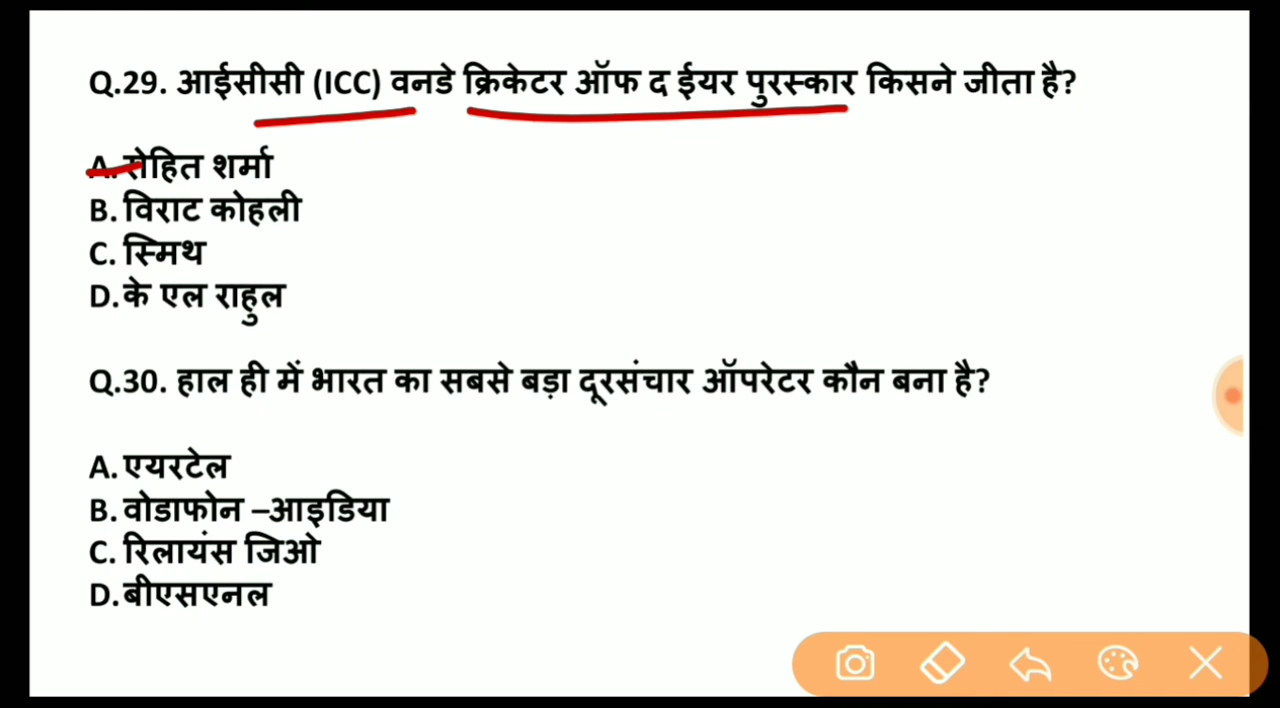 Q.29. आईसीसी (ICC) वनडे क्रिकेटर ऑफ द ईयर पुरस्कार किसने जीता है?
A. रोहित शर्मा
B. विराट कोहली
C. स्मिथ
D. के एल राहुल
Q.30. हाल ही में भारत का सबसे बड़ा दूरसंचार ऑपरेटर कौन बना है?
A. एयरटेल
B. वोडाफोन –आइडिया
C. रिलायंस जिओ
D. बीएसएनल